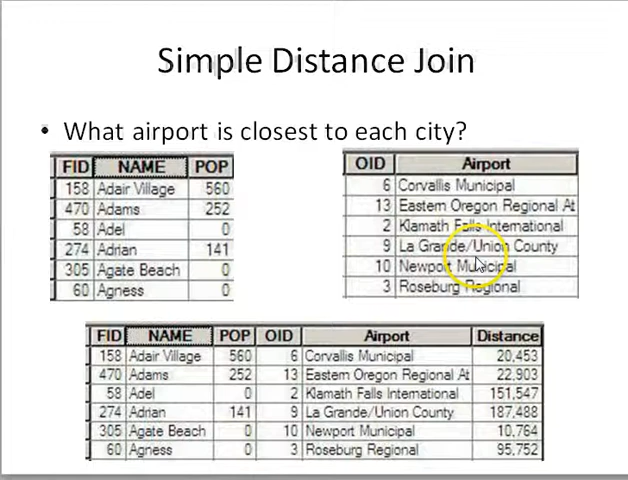 Simple Distance Join
• What airport is closest to each city?
FID NAME POP
158 Adair Village 560
470 Adams 252
58 Adel 0
274 Adrian 141
305 Agate Beach 0
60 Agness 0
OID Airport
6 Corvallis Municipal
13 Eastern Oregon Regional At
2 Klamath Falls International
9 La Grande/Union County
10 Newport Municipal
3 Roseburg Regional
FID NAME POP OID Airport Distance
158 Adair Village 560 6 Corvallis Municipal 20,453
470 Adams 252 13 Eastern Oregon Regional At 22,903
58 Adel 0 2 Klamath Falls International 151,547
274 Adrian 141 9 La Grande/Union County 187,488
305 Agate Beach 0 10 Newport Municipal 10,764
60 Agness 0 3 Roseburg Regional 95,752